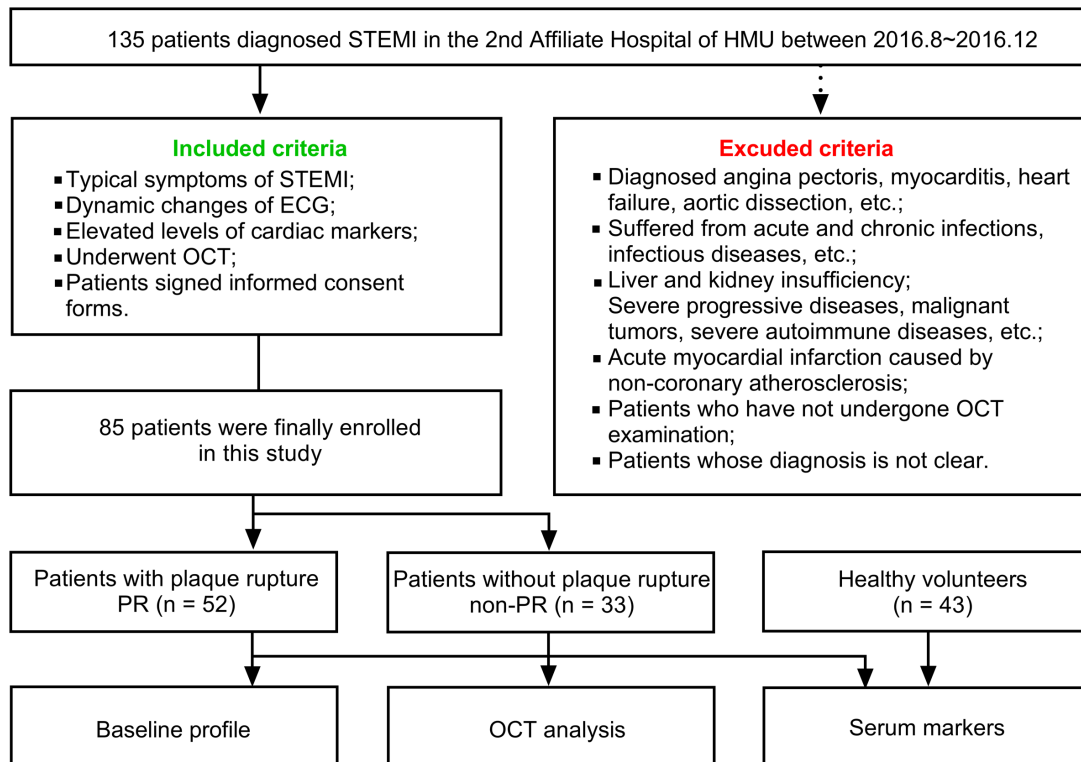 135 patients diagnosed STEMI in the 2nd Affiliate Hospital of HMU between 2016.8~2016.12
Included criteria
▪Typical symptoms of STEMI;
▪Dynamic changes of ECG;
▪Elevated levels of cardiac markers;
▪Underwent OCT;
▪Patients signed informed consent
forms.
Excuded criteria
▪ Diagnosed angina pectoris, myocarditis, heart
failure, aortic dissection, etc.;
▪ Suffered from acute and chronic infections,
infectious diseases, etc.;
▪ Liver and kidney insufficiency;
Severe progressive diseases, malignant
tumors, severe autoimmune diseases, etc.;
▪ Acute myocardial infarction caused by
non-coronary atherosclerosis;
▪ Patients who have not undergone OCT
examination;
▪ Patients whose diagnosis is not clear.
85 patients were finally enrolled
in this study
Patients with plaque rupture
PR (n = 52)
Patients without plaque rupture
non-PR (n = 33)
Healthy volunteers
(n = 43)
Baseline profile
OCT analysis
Serum markers